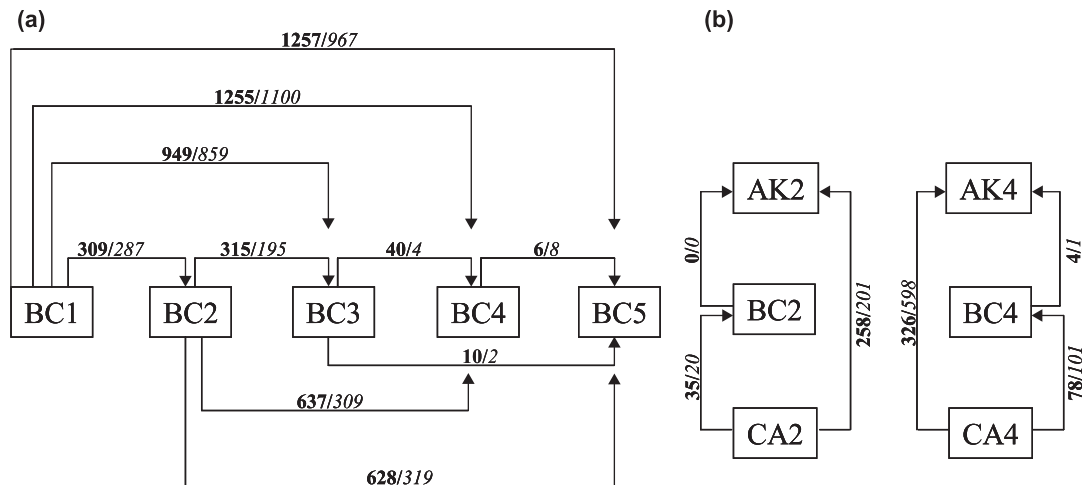 (a)
(b)
1257/967
1255/1100
949/859
309/287
315/195
40/4
6/8
BC1
BC2
BC3
BC4
BC5
10/2
637/309
628/319
AK2
AK4
0/0
4/1
BC2
BC4
258/201
326/598
35/20
78/101
CA2
CA4